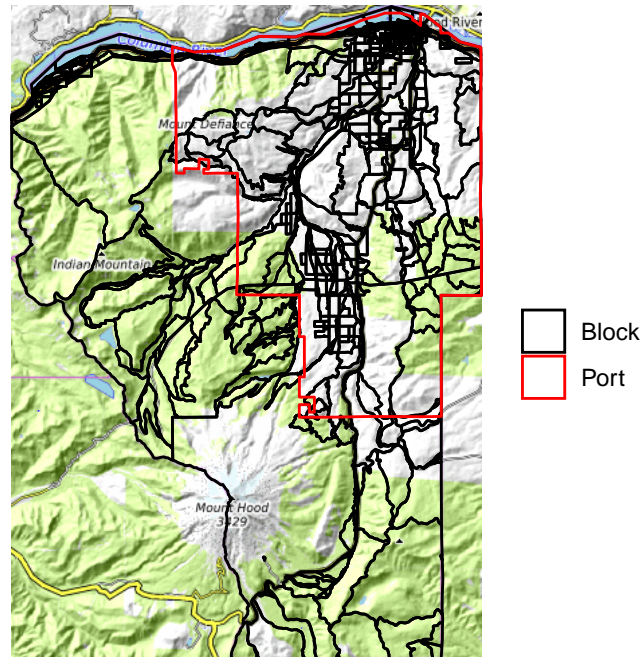 Hood River
Columbia River
Mount Defiance
Indian Mountain
Block
Port
Mount Hood
3429